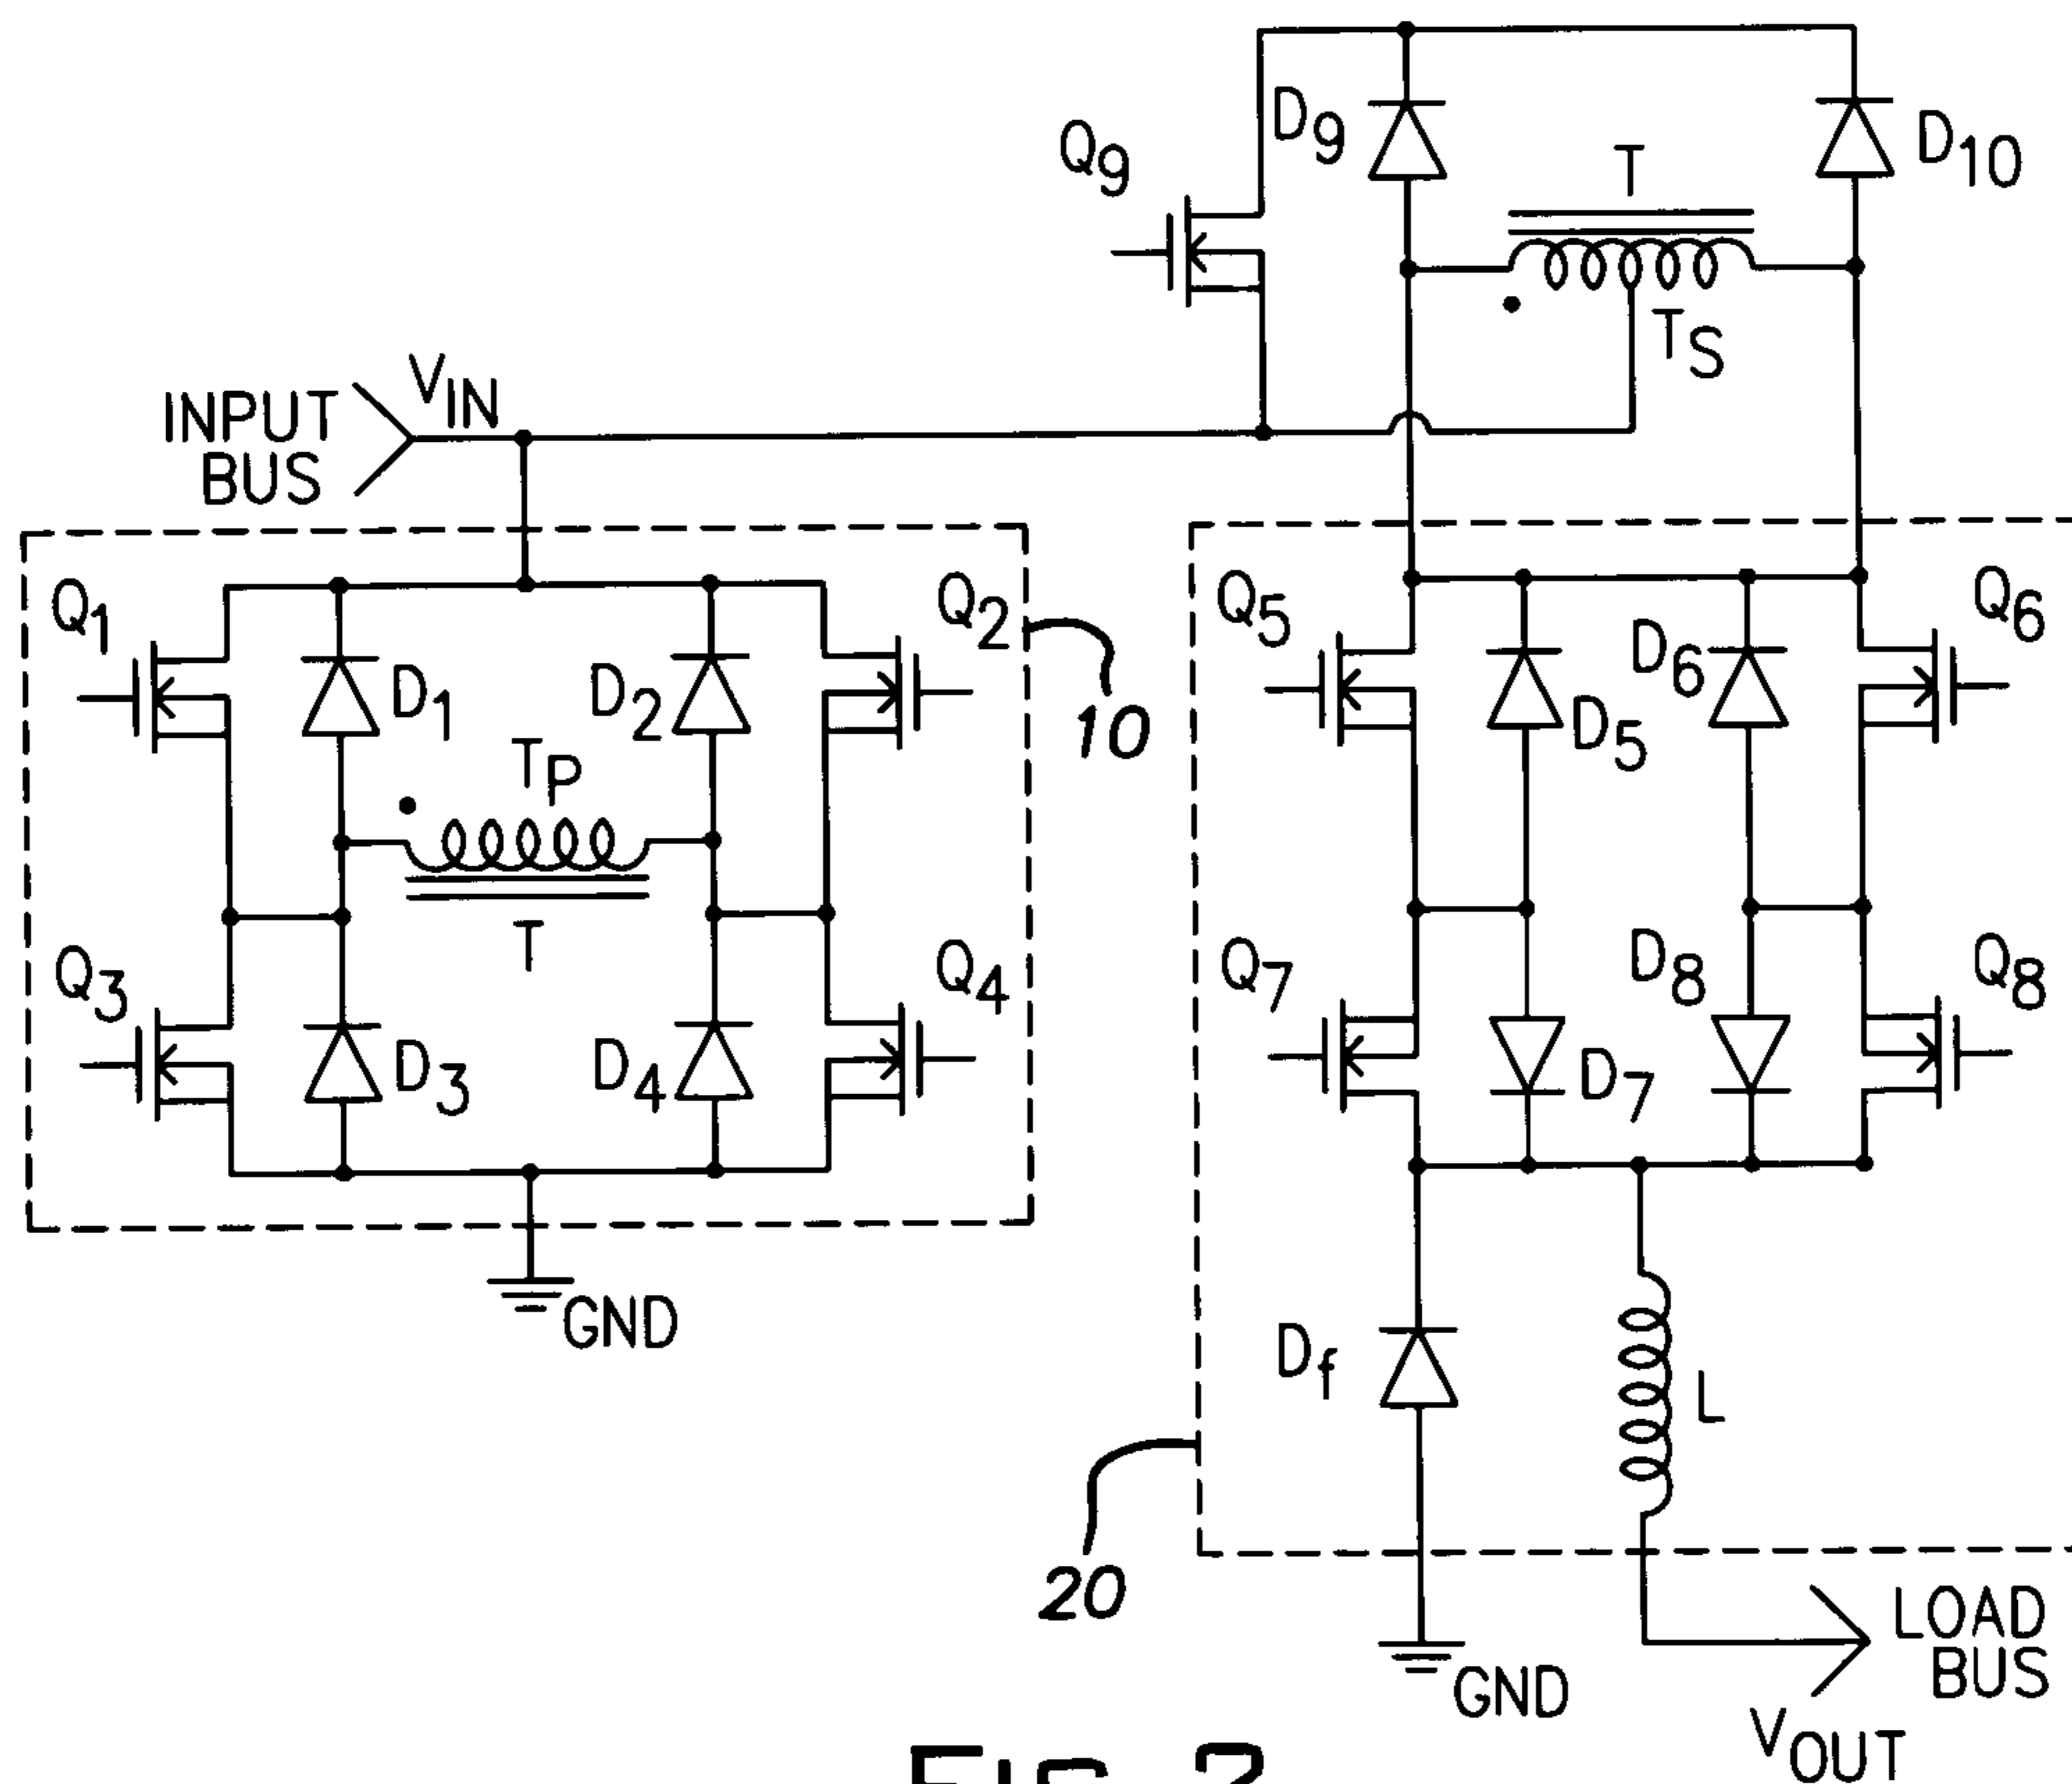 D9
Q9
T
D10
TS
VIN
INPUT
BUS
Q1
Q2
D1
D2
10
TP
T
Q3
Q4
D3
D4
GND
Q5
Q6
D6
D5
Q7
D8
Q8
D7
Df
L
20
GND
LOAD
BUS
VOUT